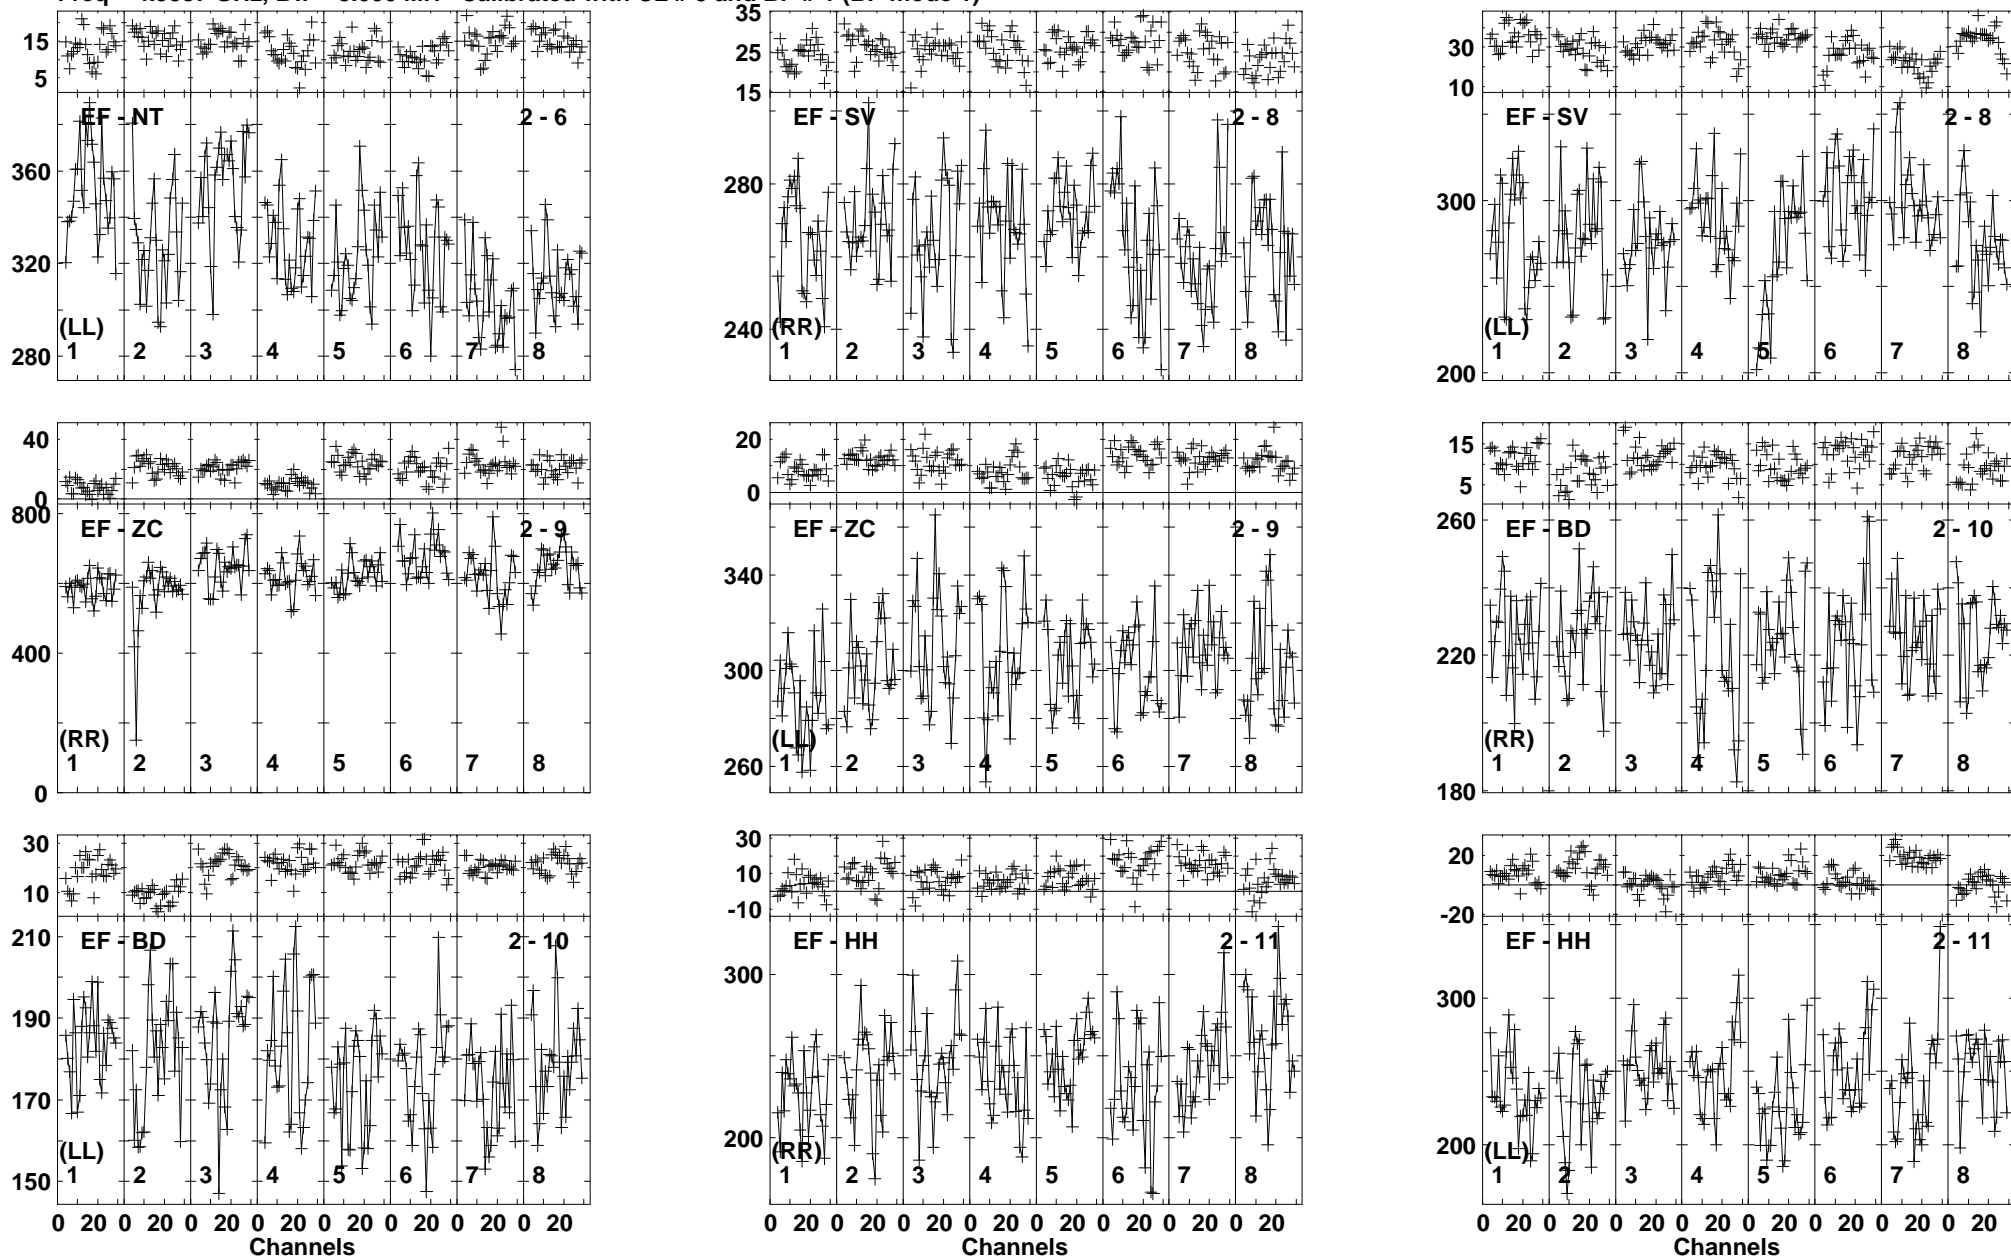 15 5 35 25 15 30 10
EF - NT 2 - 6 EF - SV 2 - 8 EF - SV 2 - 8
360 320 280 280 240 300 200
(LL) (RR) (LL)
1 2 3 4 5 6 7 8 1 2 3 4 5 6 7 8 1 2 3 4 5 6 7 8
40 0 20 0 15 5
EF - ZC 2 - 9 EF - ZC 2 - 9 EF - BD 2 - 10
800 400 0 340 300 260 260 220 180
(RR) (LL) (RR)
1 2 3 4 5 6 7 8 1 2 3 4 5 6 7 8 1 2 3 4 5 6 7 8
30 10 30 10 -10 20 -20
EF - BD 2 - 10 EF - HH 2 - 11 EF - HH 2 - 11
210 190 170 150 300 200 300 200
(LL) (RR) (LL)
1 2 3 4 5 6 7 8 1 2 3 4 5 6 7 8 1 2 3 4 5 6 7 8
0 20 0 20 0 20 0 20 0 20 0 20 0 20 0 20 0 20 0 20 0 20 0 20 0 20 0 20 0 20 0 20 0 20 0 20 0 20 0 20 0 20 0 20 0 20 0 20
Channels Channels Channels